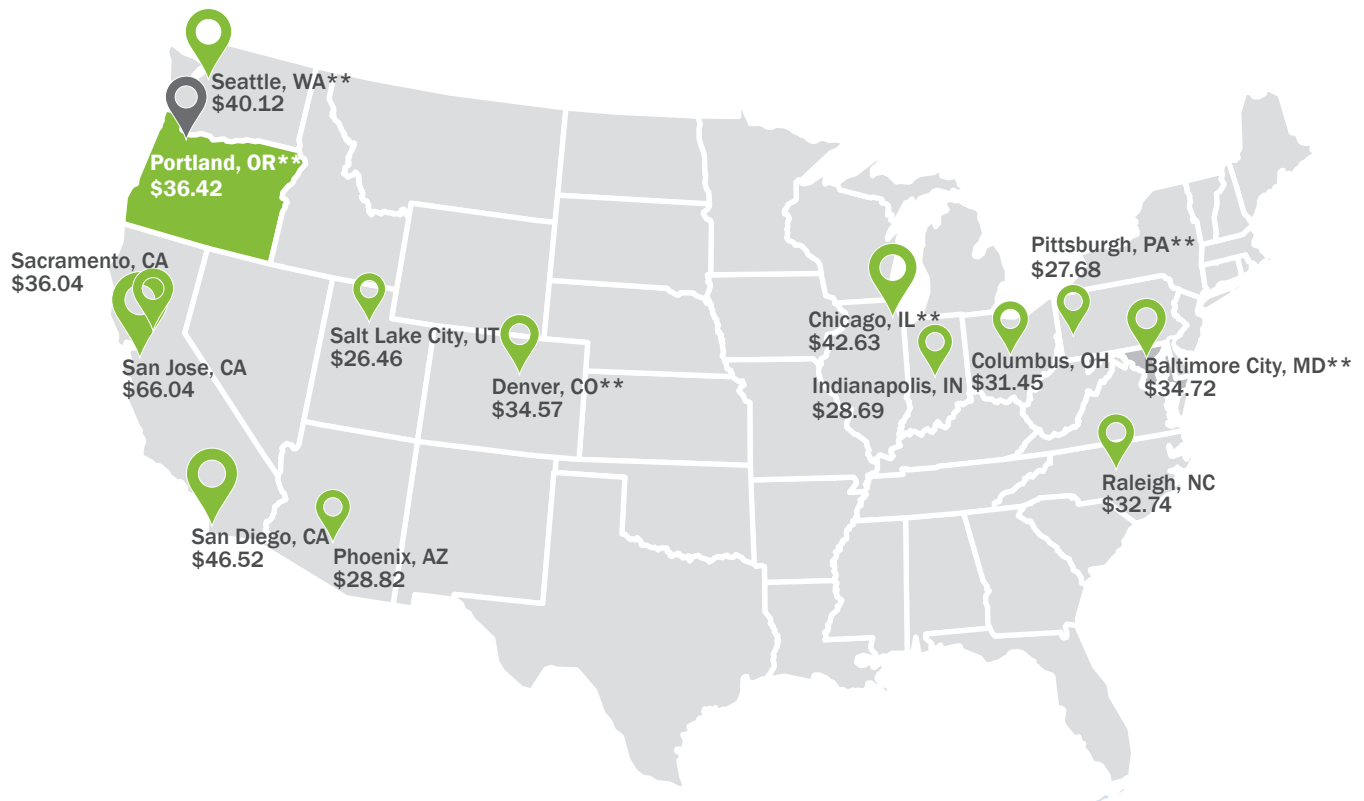 Seattle, WA**
$40.12
Portland, OR**
$36.42
Sacramento, CA
$36.04
San Jose, CA
$66.04
San Diego, CA
$46.52
Salt Lake City, UT
$26.46
Phoenix, AZ
$28.82
Denver, CO**
$34.57
Chicago, IL**
$42.63
Indianapolis, IN
$28.69
Columbus, OH
$31.45
Pittsburgh, PA**
$27.68
Baltimore City, MD**
$34.72
Raleigh, NC
$32.74